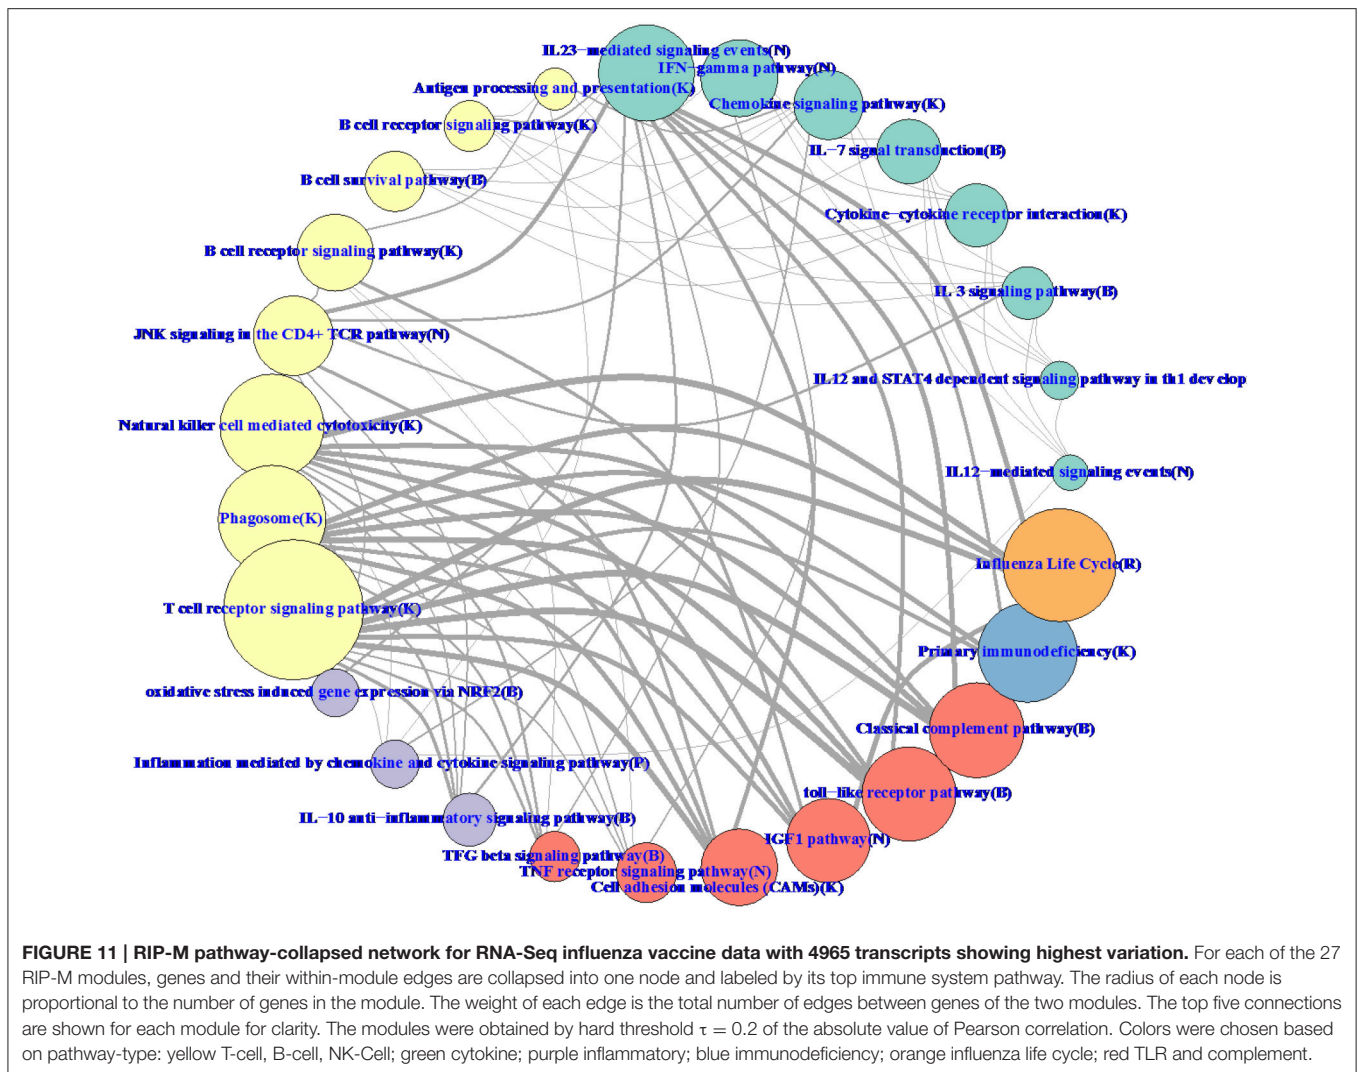 IL23-mediated signaling events(N)
IFN-gamma pathway(N)
Antigen processing and presentation(K)
Chemokine signaling pathway(K)
B cell receptor signaling pathway(K)
IL-7 signal transduction(B)
B cell survival pathway(B)
Cytokine-cytokine receptor interaction(K)
B cell receptor signaling pathway(K)
IL 3 signaling pathway(B)
JNK signaling in the CD4+ TCR pathway(N)
IL12 and STAT4 dependent signaling pathway in th1 develop
Natural killer cell mediated cytotoxicity(K)
IL12-mediated signaling events(N)
Phagosome(K)
Influenza Life Cycle(R)
T cell receptor signaling pathway(K)
Primary immunodeficiency(K)
oxidative stress induced gene expression via NRF2(B)
Classical complement pathway(B)
Inflammation mediated by chemokine and cytokine signaling pathway(P)
toll-like receptor pathway(B)
IL-10 anti-inflammatory signaling pathway(B)
IGF1 pathway(N)
TFG beta signaling pathway(B)
TNF receptor signaling pathway(N)
Cell adhesion molecules (CAMs)(K)
FIGURE 11 | RIP-M pathway-collapsed network for RNA-Seq influenza vaccine data with 4965 transcripts showing highest variation. For each of the 27
RIP-M modules, genes and their within-module edges are collapsed into one node and labeled by its top immune system pathway. The radius of each node is
proportional to the number of genes in the module. The weight of each edge is the total number of edges between genes of the two modules. The top five connections
are shown for each module for clarity. The modules were obtained by hard threshold τ = 0.2 of the absolute value of Pearson correlation. Colors were chosen based
on pathway-type: yellow T-cell, B-cell, NK-Cell; green cytokine; purple inflammatory; blue immunodeficiency; orange influenza life cycle; red TLR and complement.